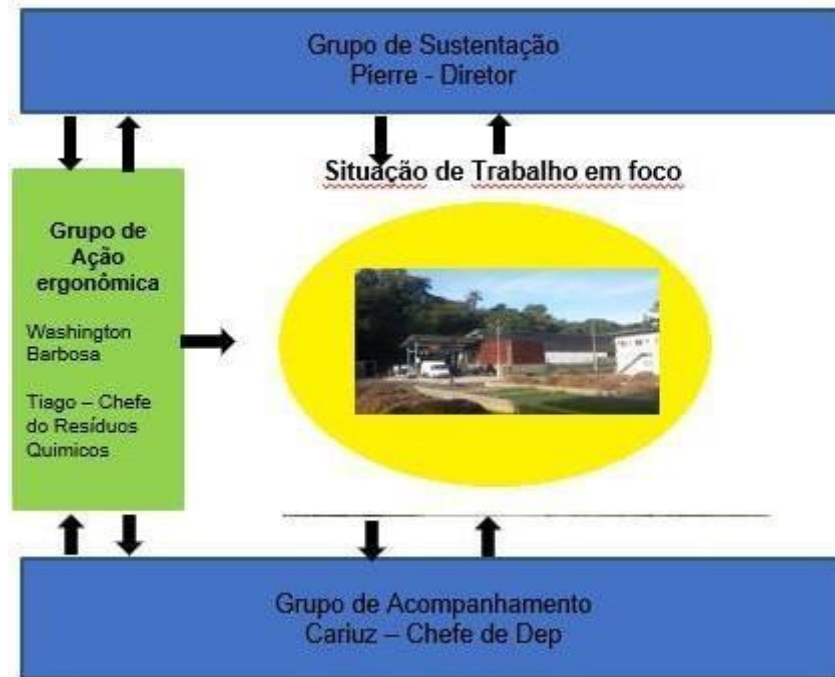 Grupo de Sustentação
Pierre - Diretor
Situação de Trabalho em foco
Grupo de
Ação
ergonômica
Washington
Barbosa
Tiago – Chefe
do Resíduos
Quimicos
Grupo de Acompanhamento
Cariuz – Chefe de Dep